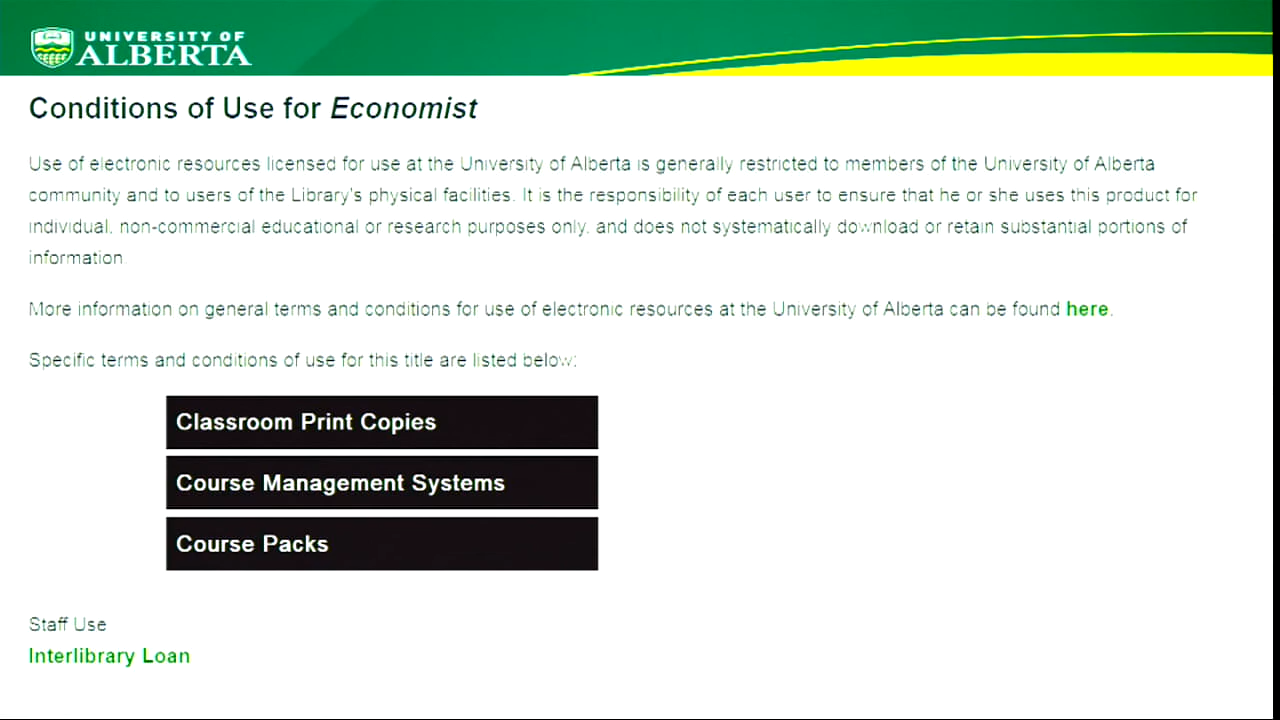 UNIVERSITY OF
ALBERTA
Conditions of Use for Economist
Use of electronic resources licensed for use at the University of Alberta is generally restricted to members of the University of Alberta
community and to users of the Library's physical facilities. It is the responsibility of each user to ensure that he or she uses this product for
individual, non-commercial educational or research purposes only, and does not systematically download or retain substantial portions of
information.
More information on general terms and conditions for use of electronic resources at the University of Alberta can be found here.
Specific terms and conditions of use for this title are listed below:
Classroom Print Copies
Course Management Systems
Course Packs
Staff Use
Interlibrary Loan